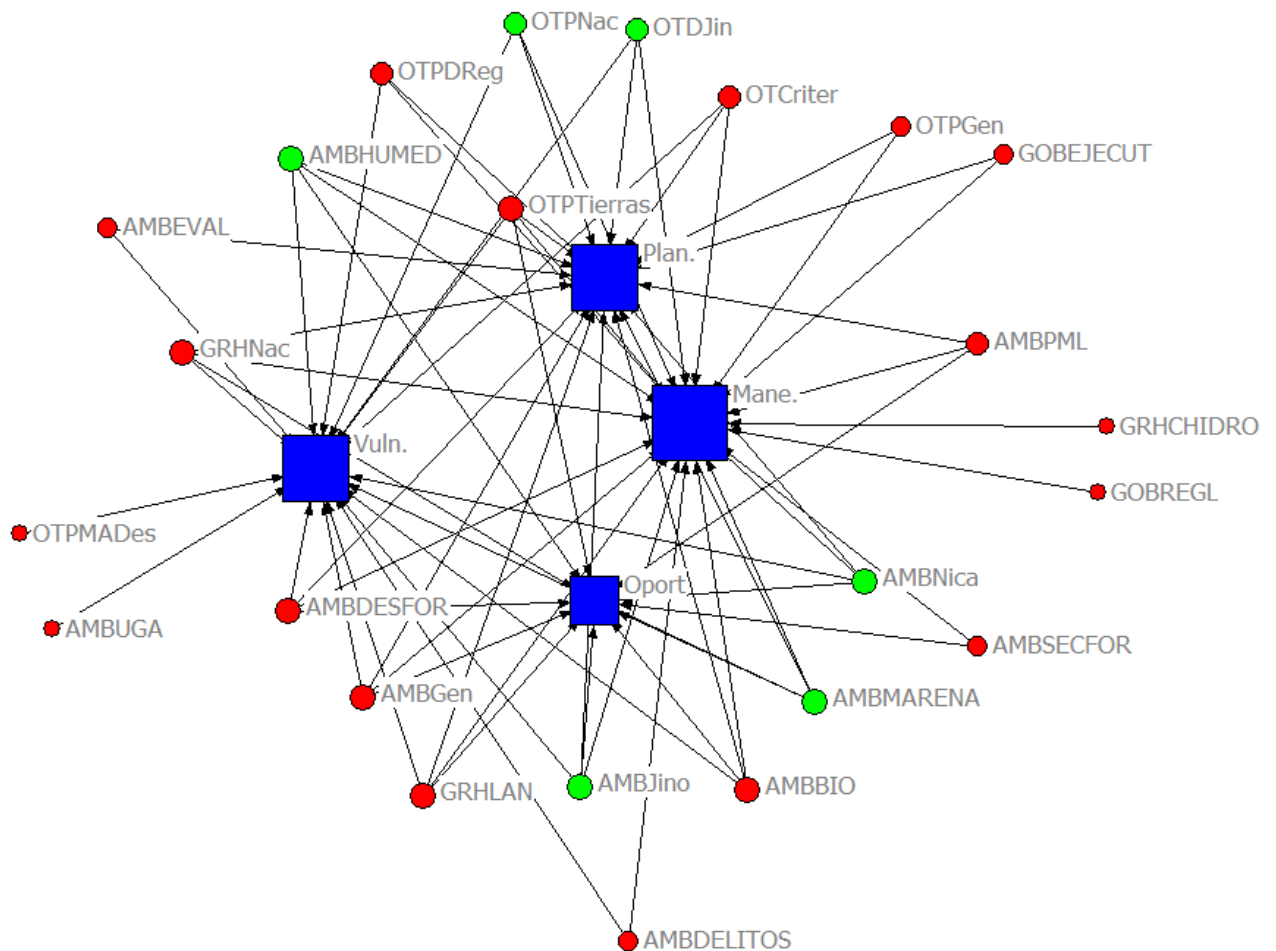 OTPNac
OTDJin
OTPDReg
OTCriter
OTPGen
GOBEJECUT
AMBHUMED
OTPTierras
AMBEVAL
Plan.
GRHNac
AMBPML
Mane.
GRHCHIDRO
Vuln.
GOBREGL
OTPMADes
AMBNica
Oport
AMBDESFOR
AMBUGA
AMBSECFOR
AMBGen
AMBMARENA
AMBJino
AMBBIO
GRHLAN
AMBDELITOS